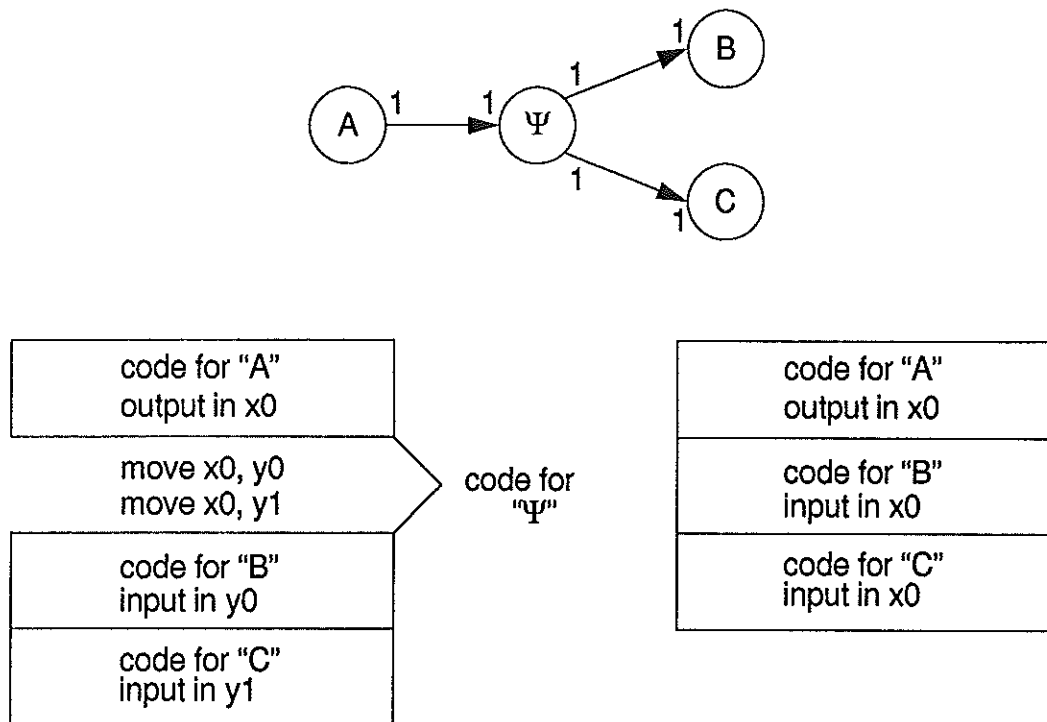 1
B
1
1
1
A
Ψ
1
C
1
code for “A”
output in x0
move x0, y0
move x0, y1
code for “B”
input in y0
code for “C”
input in y1
code for
“Ψ”
code for “A”
output in x0
code for “B”
input in x0
code for “C”
input in x0